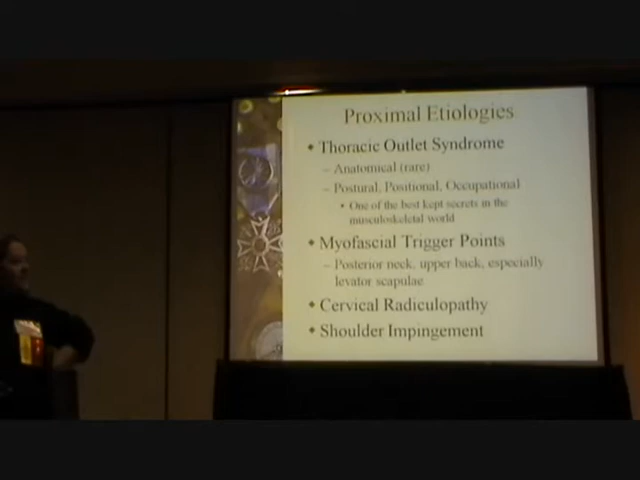 Proximal Etiologies
• Thoracic Outlet Syndrome
– Anatomical (rare)
– Postural, Positional, Occupational
• One of the best kept secrets in the
musculoskeletal world
• Myofascial Trigger Points
– Posterior neck, upper back, especially
levator scapulae
• Cervical Radiculopathy
• Shoulder Impingement